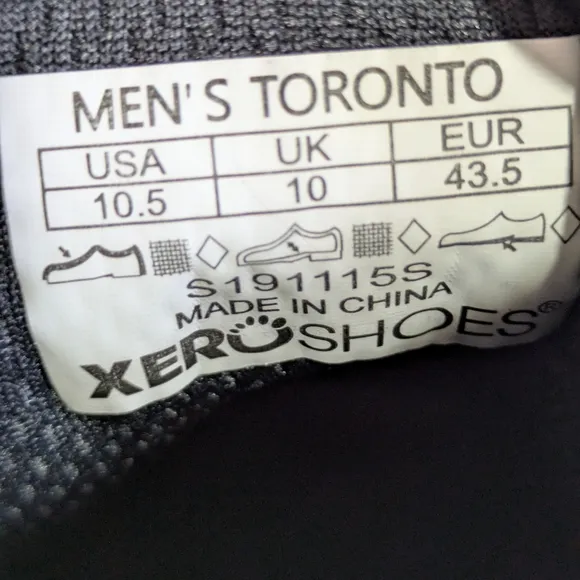 MEN'S TORONTO
USA UK EUR
10.5 10 43.5
S191115S
MADE IN CHINA
XEROSHOES®